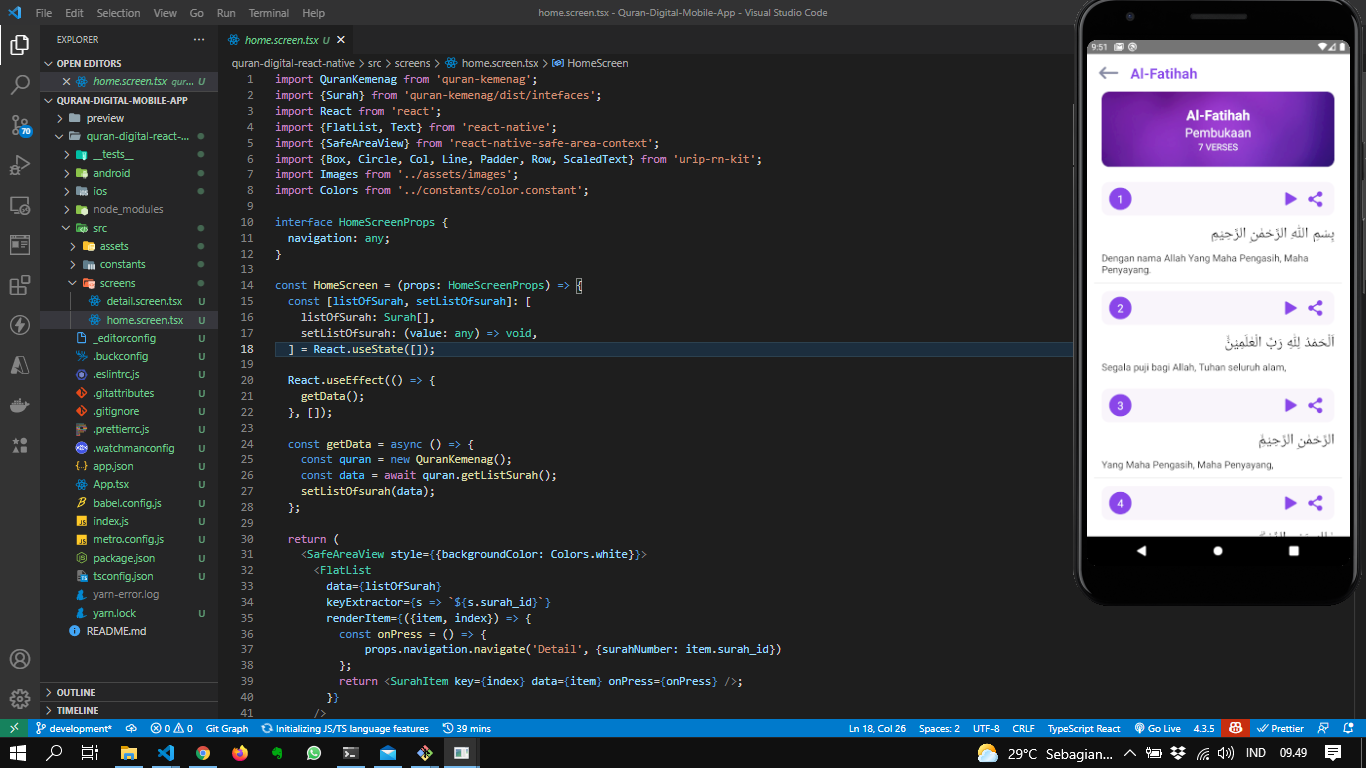 File Edit Selection View Go Run Terminal Help
home.screen.tsx - Quran-Digital-Mobile-App - Visual Studio Code
EXPLORER
OPEN EDITORS
home.screen.tsx qur... U
QURAN-DIGITAL-MOBILE-APP
preview
quran-digital-react-...
__tests__
android
ios
node_modules
src
assets
constants
screens
detail.screen.tsx U
home.screen.tsx U
_editorconfig U
.buckconfig U
.eslintrc.js U
.gitattributes U
.gitignore U
.prettierrc.js U
.watchmanconfig U
app.json U
App.tsx U
babel.config.js U
index.js U
metro.config.js U
package.json U
tsconfig.json U
yarn-error.log
yarn.lock U
README.md
OUTLINE
TIMELINE
70
home.screen.tsx U
quran-digital-react-native > src > screens > home.screen.tsx > HomeScreen
1 import QuranKemenag from 'quran-kemenag';
2 import {Surah} from 'quran-kemenag/dist/intefaces';
3 import React from 'react';
4 import {FlatList, Text} from 'react-native';
5 import {SafeAreaView} from 'react-native-safe-area-context';
6 import {Box, Circle, Col, Line, Padder, Row, ScaledText} from 'urip-rn-kit';
7 import Images from '../assets/images';
8 import Colors from '../constants/color.constant';
9
10 interface HomeScreenProps {
11 navigation: any;
12 }
13
14 const HomeScreen = (props: HomeScreenProps) => {
15 const [listOfSurah, setListOfsurah]: [
16 listOfSurah: Surah[],
17 setListOfsurah: (value: any) => void,
18 ] = React.useState([]);
19
20 React.useEffect(() => {
21 getData();
22 }, []);
23
24 const getData = async () => {
25 const quran = new QuranKemenag();
26 const data = await quran.getListSurah();
27 setListOfsurah(data);
28 };
29
30 return (
31 <SafeAreaView style={{backgroundColor: Colors.white}}>
32 <FlatList
33 data={listOfSurah}
34 keyExtractor={s => `${s.surah_id}`}
35 renderItem={({item, index}) => {
36 const onPress = () => {
37 props.navigation.navigate('Detail', {surahNumber: item.surah_id})
38 };
39 return <SurahItem key={index} data={item} onPress={onPress} />;
40 }}
41 />
9:51
Al-Fatihah
Al-Fatihah
Pembukaan
7 VERSES
1
بِسْمِ اللّٰهِ الرَّحْمٰنِ الرَّحِيْمِ
Dengan nama Allah Yang Maha Pengasih, Maha
Penyayang.
2
اَلْحَمْدُ لِلّٰهِ رَبِّ الْعٰلَمِيْنَۙ
Segala puji bagi Allah, Tuhan seluruh alam,
3
الرَّحْمٰنِ الرَّحِيْمِۙ
Yang Maha Pengasih, Maha Penyayang,
4
development* 0 0 Git Graph Initializing JS/TS language features 39 mins
Ln 18, Col 26 Spaces: 2 UTF-8 CRLF TypeScript React Go Live 4.3.5 Prettier
29°C Sebagian... IND 09.49